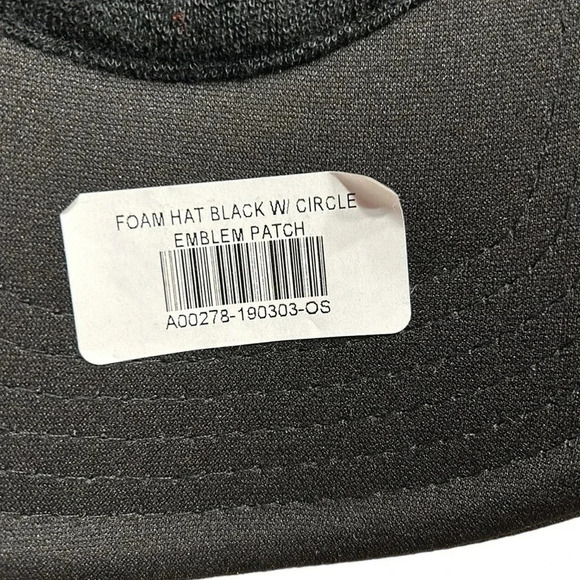 FOAM HAT BLACK W/ CIRCLE
EMBLEM PATCH
A00278-190303-OS